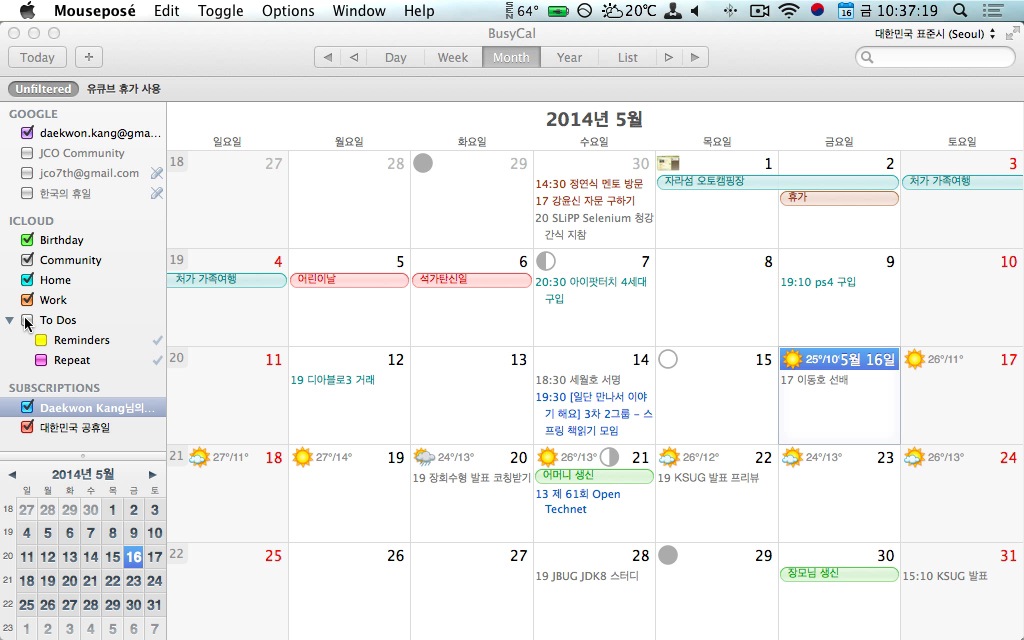 Mouseposé Edit Toggle Options Window Help SEN 64° 20℃ 16 금 10:37:19
BusyCal
대한민국 표준시 (Seoul)
Today + Day Week Month Year List
Unfiltered 유큐브 휴가 사용
GOOGLE
daekwon.kang@gma...
JCO Community
jco7th@gmail.com
한국의 휴일
ICLOUD
Birthday
Community
Home
Work
To Dos
Reminders
Repeat
SUBSCRIPTIONS
Daekwon Kang님의...
대한민국 공휴일
2014년 5월
일 월 화 수 목 금 토
18 27 28 29 30 1 2 3
19 4 5 6 7 8 9 10
20 11 12 13 14 15 16 17
21 18 19 20 21 22 23 24
22 25 26 27 28 29 30 31
23 1 2 3 4 5 6 7
2014년 5월
일요일 월요일 화요일 수요일 목요일 금요일 토요일
18 27 28 29 30 1 2 3
14:30 정연식 멘토 방문
17 강윤신 자문 구하기
20 SLiPP Selenium 청강
간식 지참
자라섬 오토캠핑장
휴가
처가 가족여행
19 4 5 6 7 8 9 10
처가 가족여행
어린이날
석가탄신일
20:30 아이팟터치 4세대
구입
19:10 ps4 구입
20 11 12 13 14 15 25°/10° 5월 16일 26°/11° 17
19 디아블로3 거래
18:30 세월호 서명
19:30 [일단 만나서 이야
기 해요] 3차 2그룹 - 스
프링 책읽기 모임
17 이동호 선배
21 27°/11° 18 27°/14° 19 24°/13° 20 26°/13° 21 26°/12° 22 24°/13° 23 26°/13° 24
19 장회수형 발표 코칭받기
어머니 생신
13 제 61회 Open
Technet
19 KSUG 발표 프리뷰
22 25 26 27 28 29 30 31
19 JBUG JDK8 스터디
장모님 생신
15:10 KSUG 발표